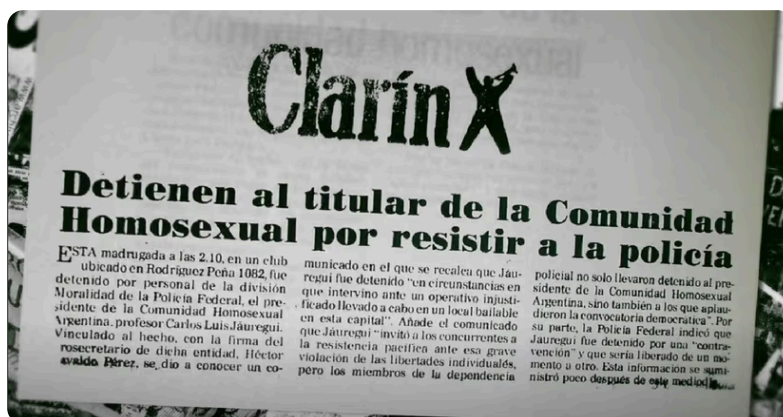 Clarín
Detienen al titular de la Comunidad
Homosexual por resistir a la policía
ESTA madrugada a las 2,10, en un club
ubicado en Rodríguez Peña 1082, fue
detenido por personal de la división
Moralidad de la Policía Federal, el pre-
sidente de la Comunidad Homosexual
Argentina, profesor Carlos Luis Jáuregui.
Vinculado al hecho, con la firma del
rosecretario de dicha entidad, Héctor
Pérez, se dio a conocer un co-
municado en el que se recalca que Jáu-
regui fue detenido "en circunstancias en
que intervino ante un operativo injusti-
ficado llevado a cabo en un local bailable
en esta capital". Añade el comunicado
que Jáuregui "invitó a los concurrentes a
la resistencia pacífica ante esa grave
violación de las libertades individuales,
pero los miembros de la dependencia
policial no solo llevaron detenido al pre-
sidente de la Comunidad Homosexual
Argentina, sino también a los que aplau-
dieron la convocatoria democrática". Por
su parte, la Policía Federal indicó que
Jauregui fue detenido por una "contra-
vención" y que sería liberado de un mo-
mento a otro. Esta información se sumi-
nistró poco después de este mediodía
comunidad homosexual